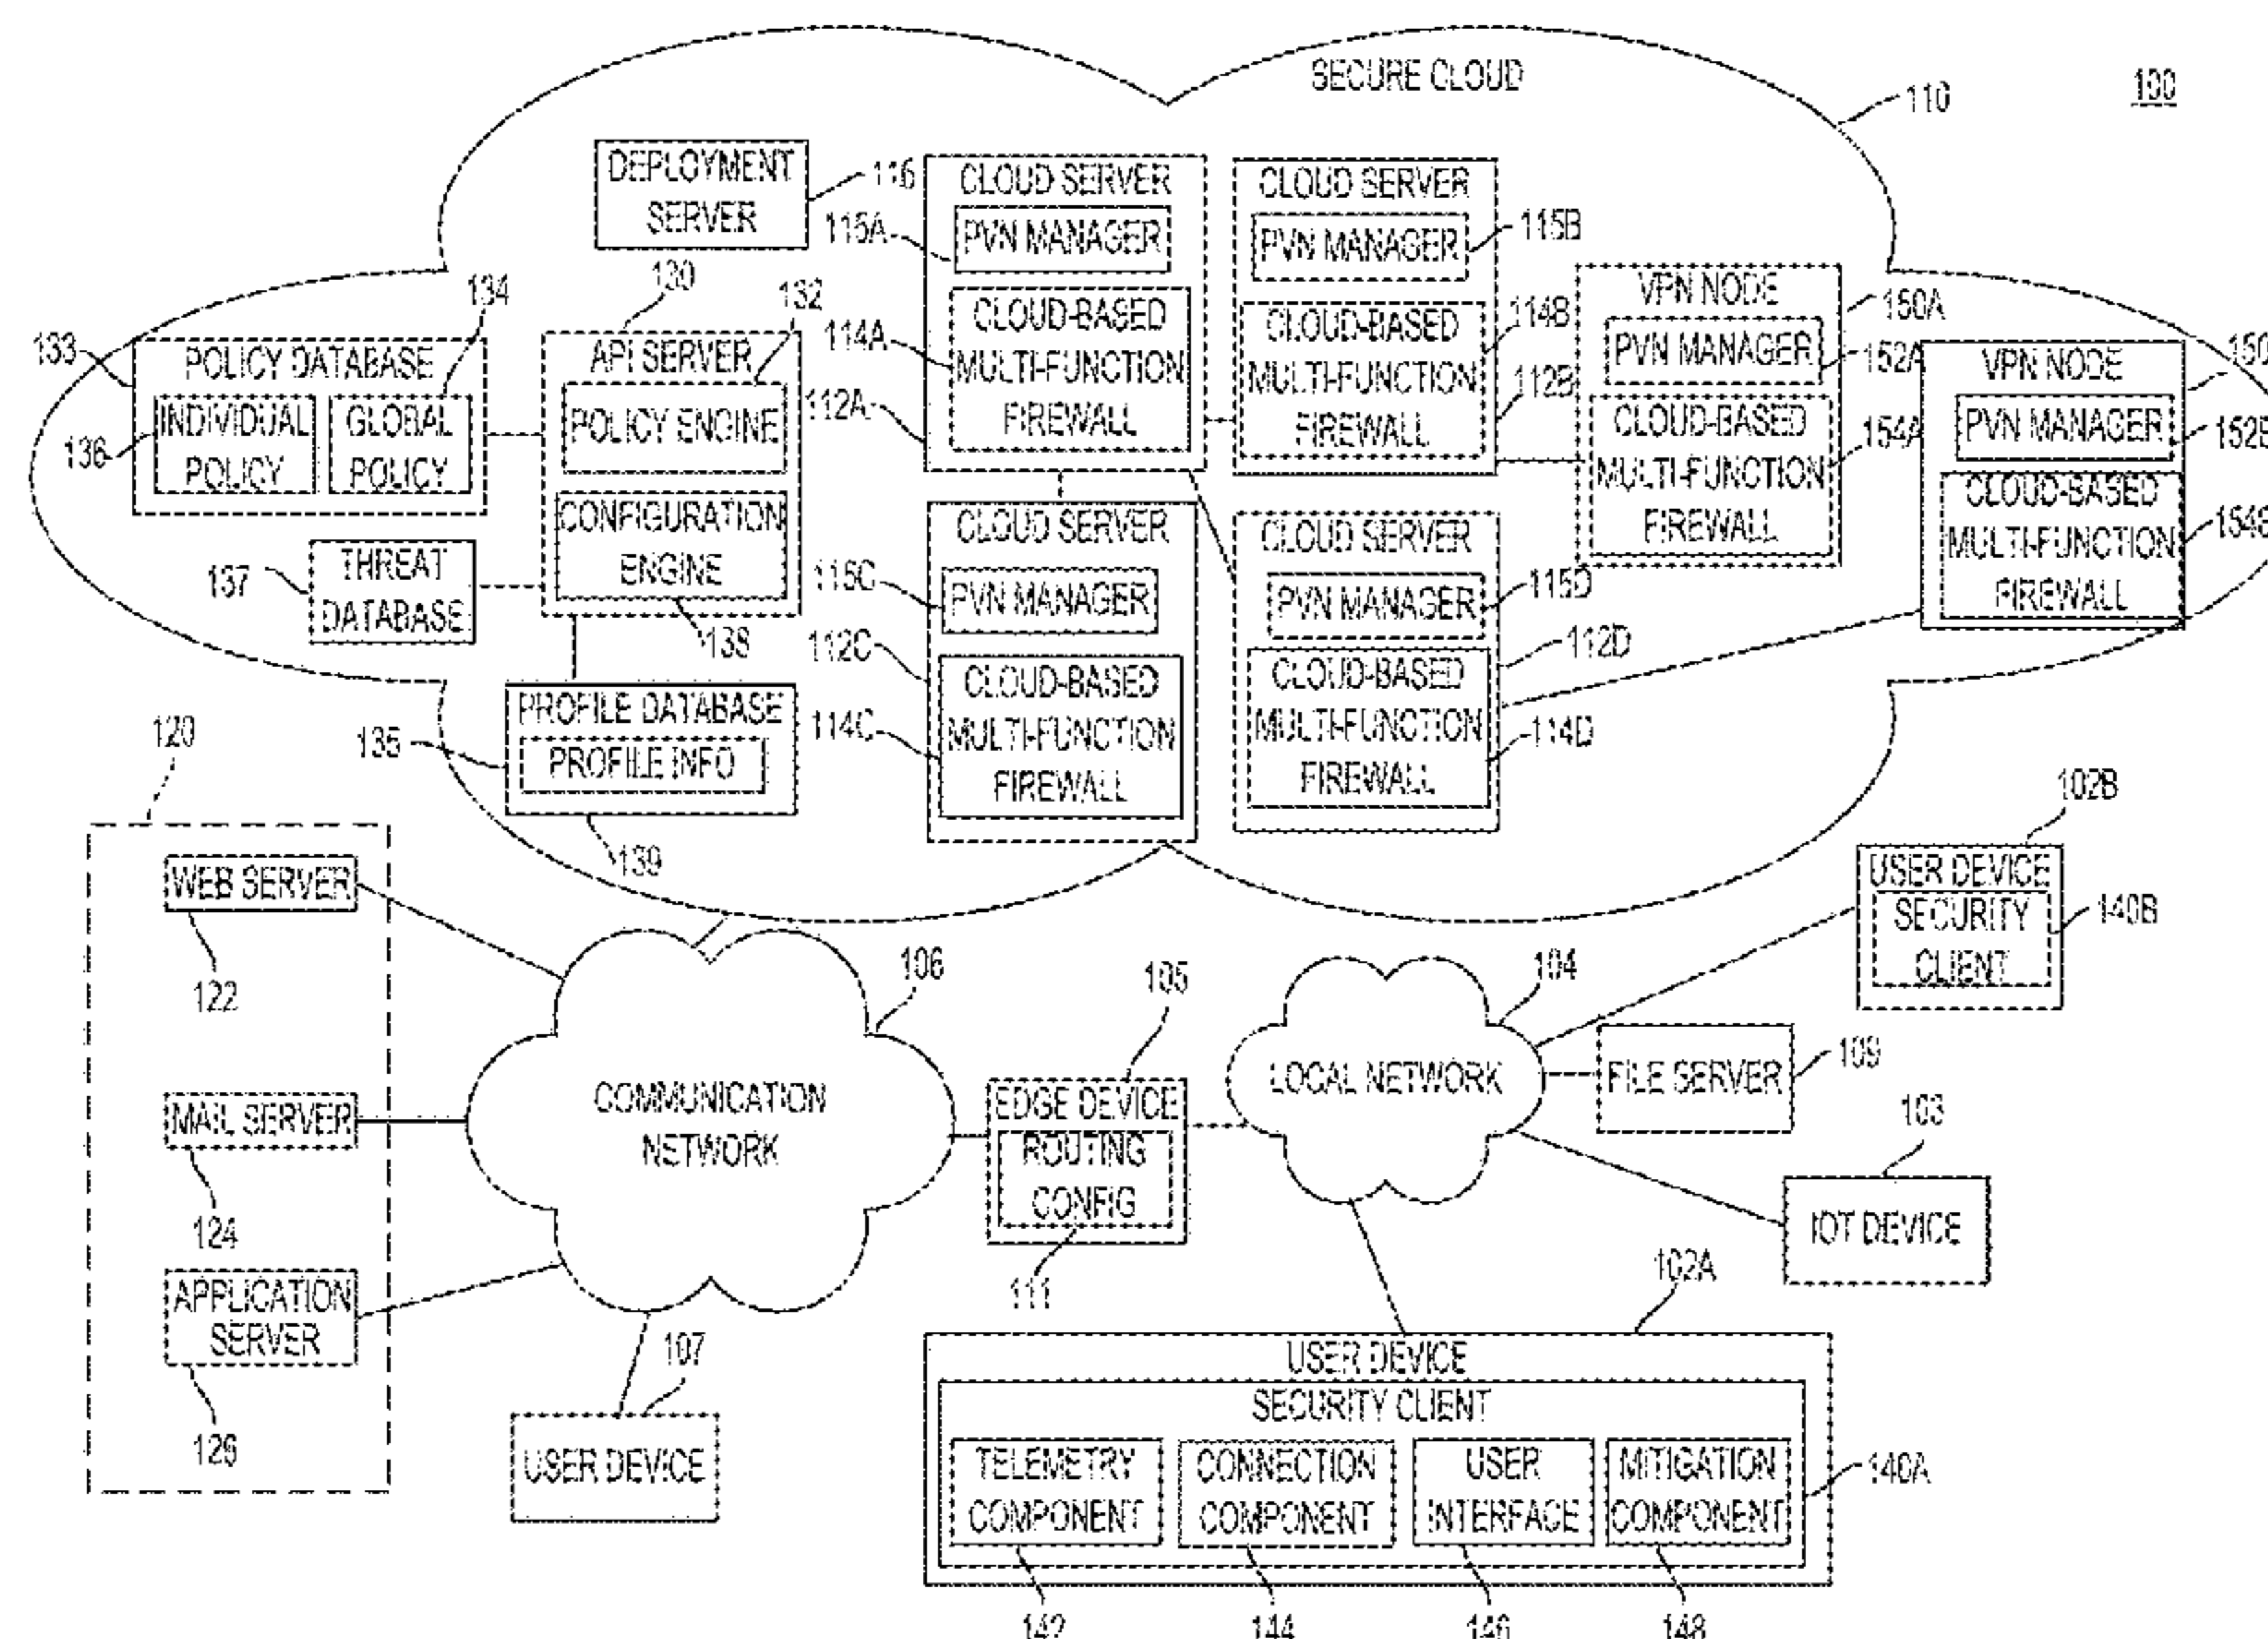 SECURE CLOUD
100
110
DEPLOYMENT
SERVER
116
CLOUD SERVER
PVN MANAGER
115A
CLOUD-BASED
MULTI-FUNCTION
FIREWALL
114A
112A
CLOUD SERVER
PVN MANAGER
115B
CLOUD-BASED
MULTI-FUNCTION
FIREWALL
114B
112B
VPN NODE
150A
PVN MANAGER
152A
CLOUD-BASED
MULTI-FUNCTION
FIREWALL
154A
VPN NODE
150
PVN MANAGER
152B
CLOUD-BASED
MULTI-FUNCTION
FIREWALL
154B
133
POLICY DATABASE
134
136
INDIVIDUAL
POLICY
GLOBAL
POLICY
130
132
API SERVER
POLICY ENGINE
CONFIGURATION
ENGINE
138
137
THREAT
DATABASE
PROFILE DATABASE
135
PROFILE INFO
139
CLOUD SERVER
115C
PVN MANAGER
112C
CLOUD-BASED
MULTI-FUNCTION
FIREWALL
114C
CLOUD SERVER
PVN MANAGER
115D
112D
CLOUD-BASED
MULTI-FUNCTION
FIREWALL
114D
120
WEB SERVER
122
MAIL SERVER
124
APPLICATION
SERVER
126
106
COMMUNICATION
NETWORK
107
USER DEVICE
105
EDGE DEVICE
ROUTING
CONFIG
111
104
LOCAL NETWORK
102B
USER DEVICE
SECURITY
CLIENT
140B
FILE SERVER
109
103
IOT DEVICE
102A
USER DEVICE
SECURITY CLIENT
140A
TELEMETRY
COMPONENT
CONNECTION
COMPONENT
USER
INTERFACE
MITIGATION
COMPONENT
142
144
146
148